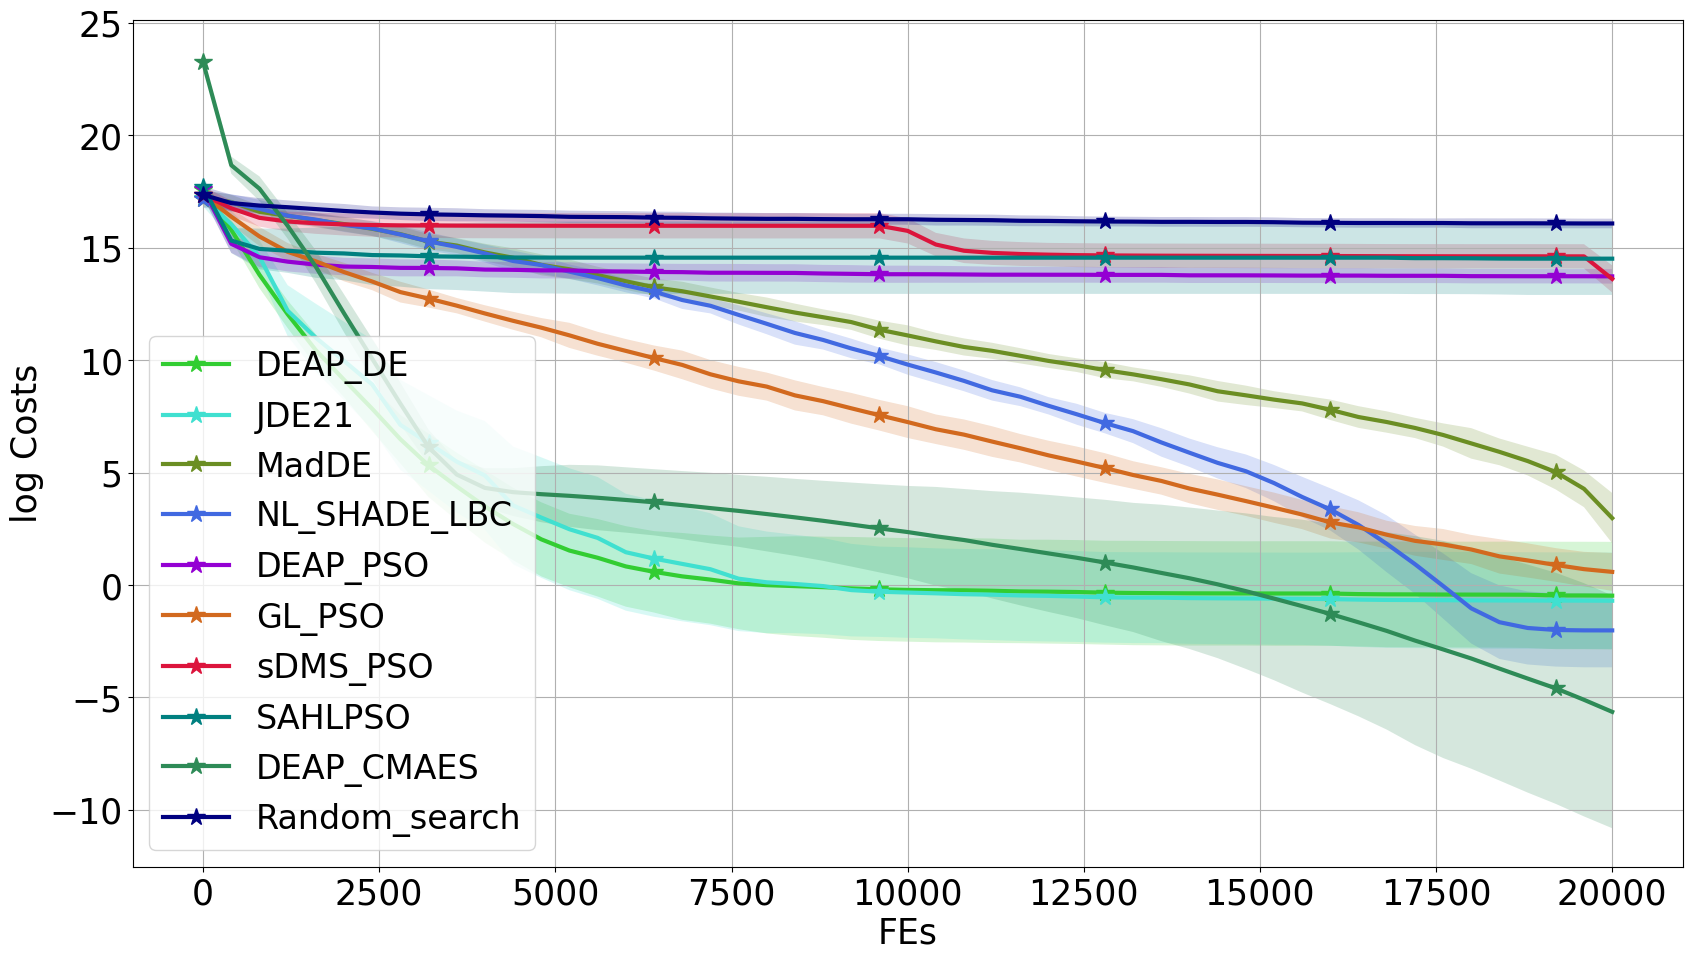 25
20
15
10
5
0
−5
−10
log Costs
DEAP_DE
JDE21
MadDE
NL_SHADE_LBC
DEAP_PSO
GL_PSO
sDMS_PSO
SAHLPSO
DEAP_CMAES
Random_search
0 2500 5000 7500 10000 12500 15000 17500 20000
FEs